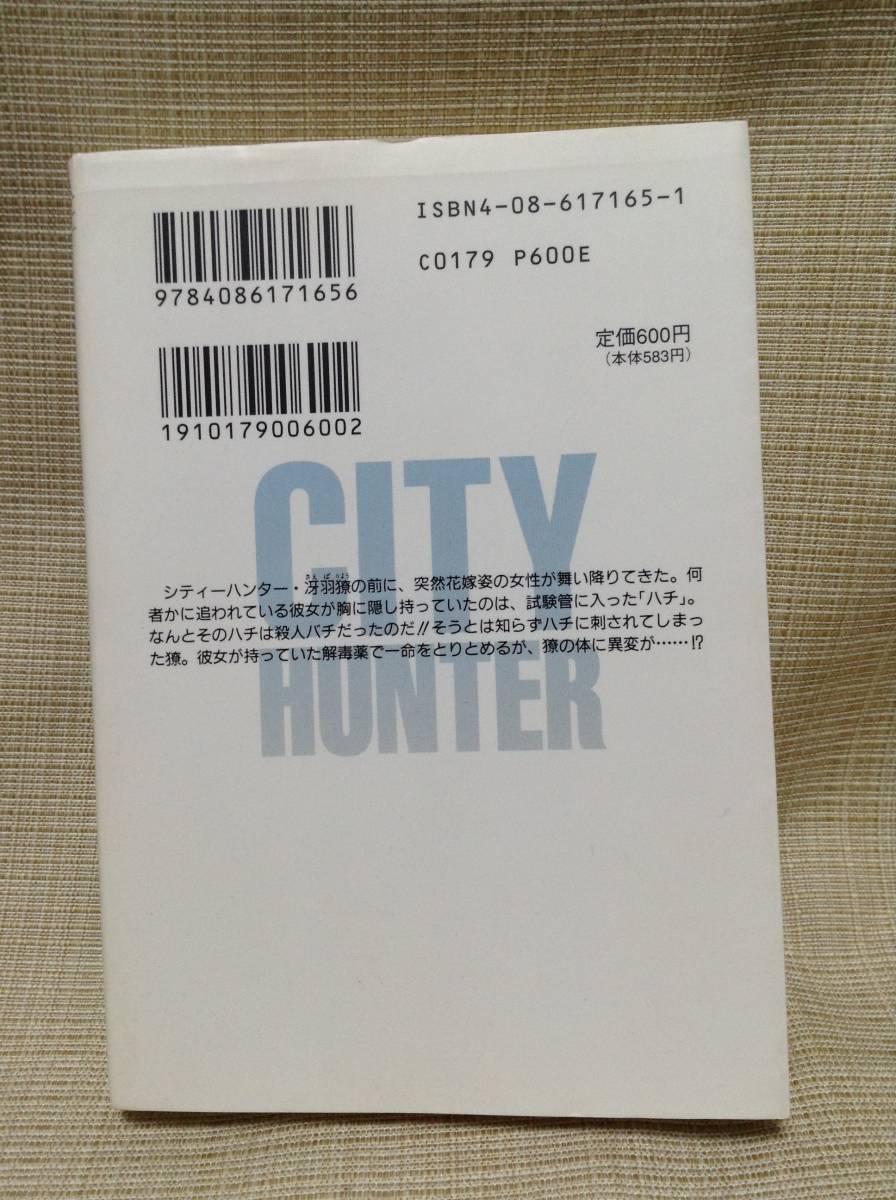 ISBN4-08-617165-1
C0179 P600E
9784086171656
定価600円
(本体583円)
1910179006002
CITY
HUNTER
シティーハンター・冴羽獠の前に、突然花嫁姿の女性が舞い降りてきた。何
者かに追われている彼女が胸に隠し持っていたのは、試験管に入った「ハチ」。
なんとそのハチは殺人バチだったのだ!!そうとは知らずハチに刺されてしまっ
た獠。彼女が持っていた解毒薬で一命をとりとめるが、獠の体に異変が……!?